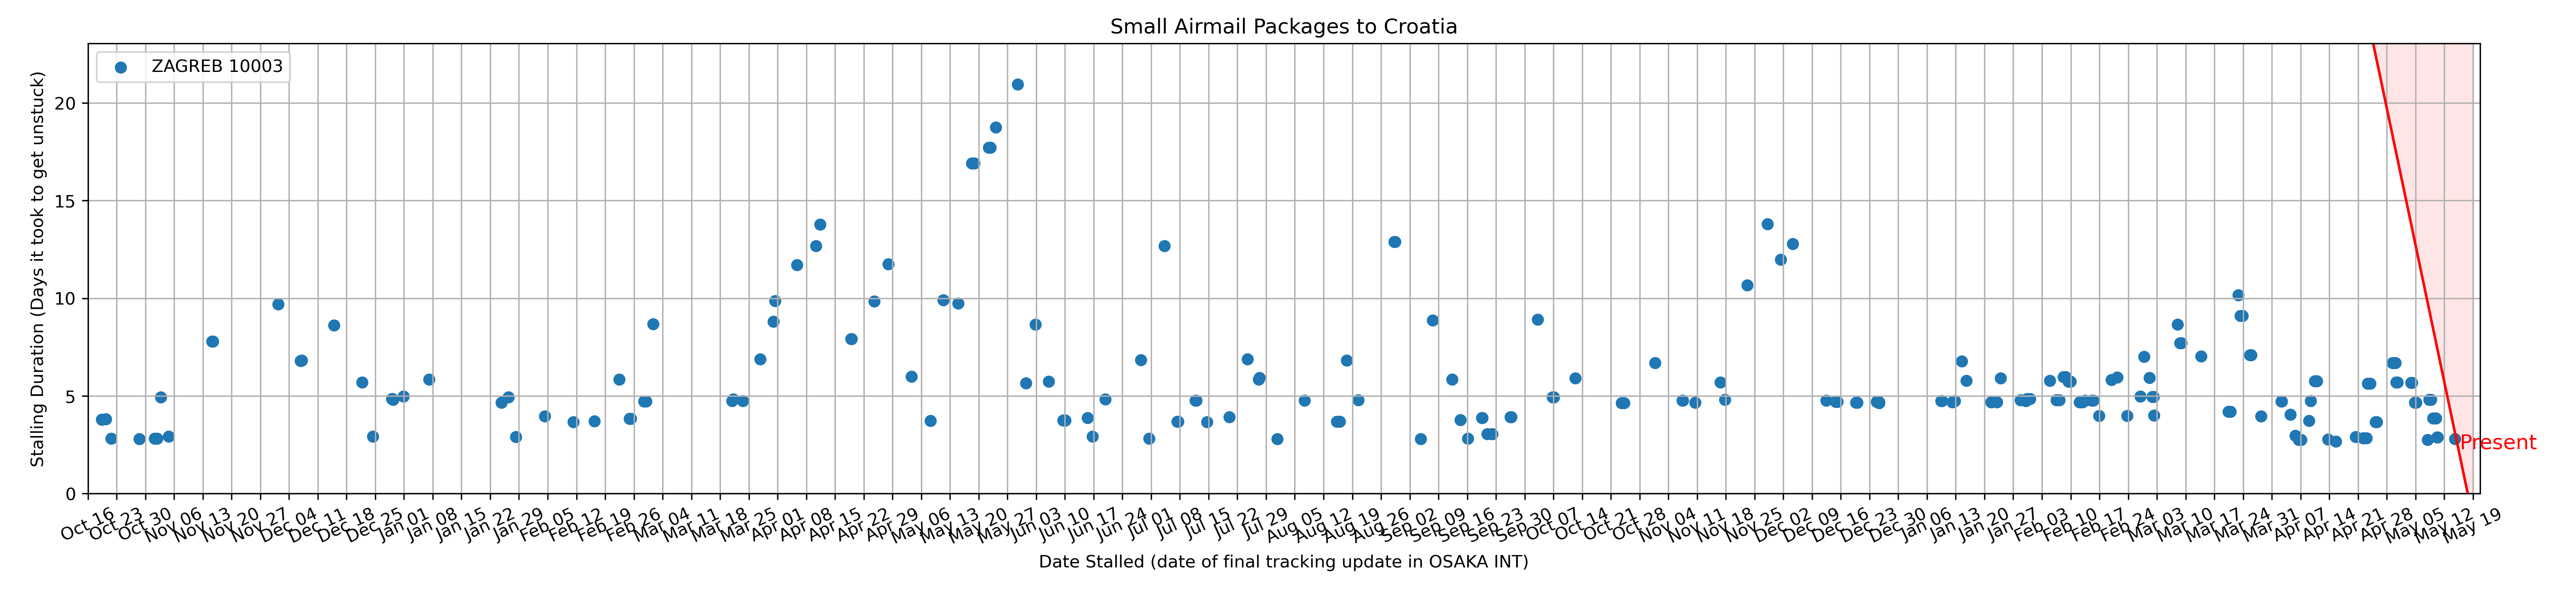 Small Airmail Packages to Croatia
ZAGREB 10003
Stalling Duration (Days it took to get unstuck)
20
15
10
5
0
Present
Oct 16 Oct 23 Oct 30 Nov 06 Nov 13 Nov 20 Nov 27 Dec 04 Dec 11 Dec 18 Dec 25 Jan 01 Jan 08 Jan 15 Jan 22 Jan 29 Feb 05 Feb 12 Feb 19 Feb 26 Mar 04 Mar 11 Mar 18 Mar 25 Apr 01 Apr 08 Apr 15 Apr 22 Apr 29 May 06 May 13 May 20 May 27 Jun 03 Jun 10 Jun 17 Jun 24 Jul 01 Jul 08 Jul 15 Jul 22 Jul 29 Aug 05 Aug 12 Aug 19 Aug 26 Sep 02 Sep 09 Sep 16 Sep 23 Sep 30 Oct 07 Oct 14 Oct 21 Oct 28 Nov 04 Nov 11 Nov 18 Nov 25 Dec 02 Dec 09 Dec 16 Dec 23 Dec 30 Jan 06 Jan 13 Jan 20 Jan 27 Feb 03 Feb 10 Feb 17 Feb 24 Mar 03 Mar 10 Mar 17 Mar 24 Mar 31 Apr 07 Apr 14 Apr 21 Apr 28 May 05 May 12 May 19
Date Stalled (date of final tracking update in OSAKA INT)